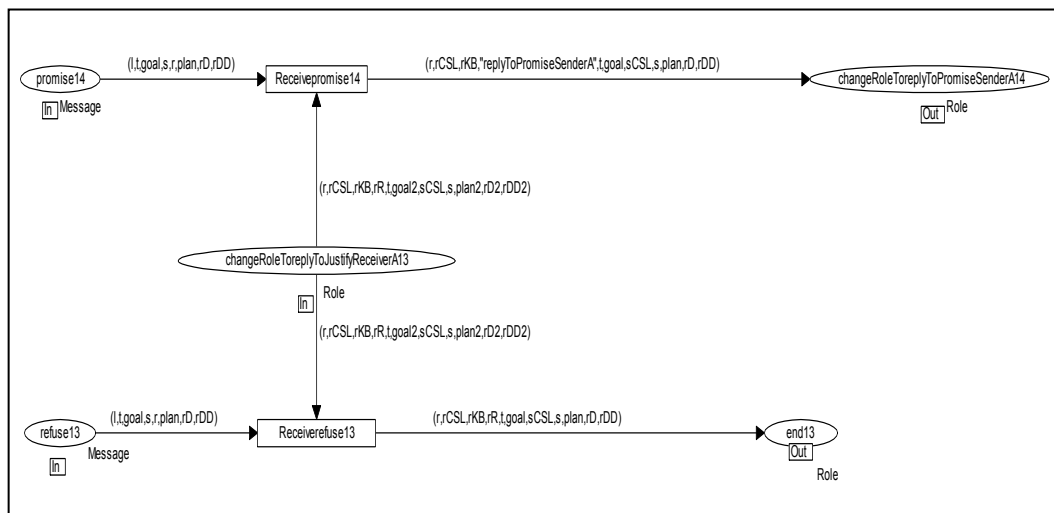 (l,t,goal,s,r,plan,rD,rDD)
(r,rCSL,rKB,"replyToPromiseSenderA",t,goal,sCSL,s,plan,rD,rDD)
promise14
Receivepromise14
changeRoleToreplyToPromiseSenderA14
In
Message
Out
Role
(r,rCSL,rKB,rR,t,goal2,sCSL,s,plan2,rD2,rDD2)
changeRoleToreplyToJustifyReceiverA13
In
Role
(r,rCSL,rKB,rR,t,goal2,sCSL,s,plan2,rD2,rDD2)
(l,t,goal,s,r,plan,rD,rDD)
(r,rCSL,rKB,rR,t,goal,sCSL,s,plan,rD,rDD)
refuse13
Receiverefuse13
end13
Message
Out
In
Role